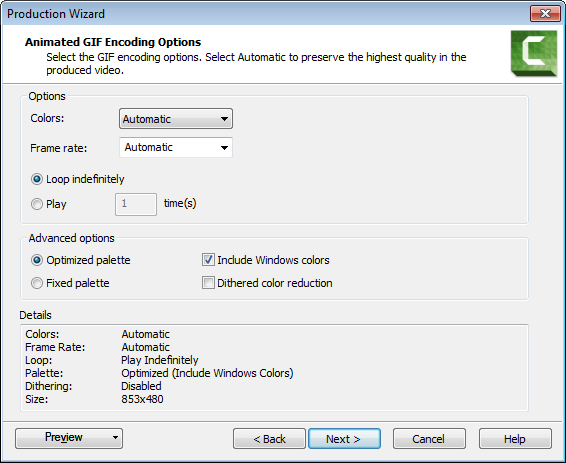 Production Wizard
Animated GIF Encoding Options
Select the GIF encoding options. Select Automatic to preserve the highest quality in the
produced video.
Options
Colors: Automatic
Frame rate: Automatic
Loop indefinitely
Play 1 time(s)
Advanced options
Optimized palette Include Windows colors
Fixed palette Dithered color reduction
Details
Colors: Automatic
Frame Rate: Automatic
Loop: Play Indefinitely
Palette: Optimized (Include Windows Colors)
Dithering: Disabled
Size: 853x480
Preview < Back Next > Cancel Help